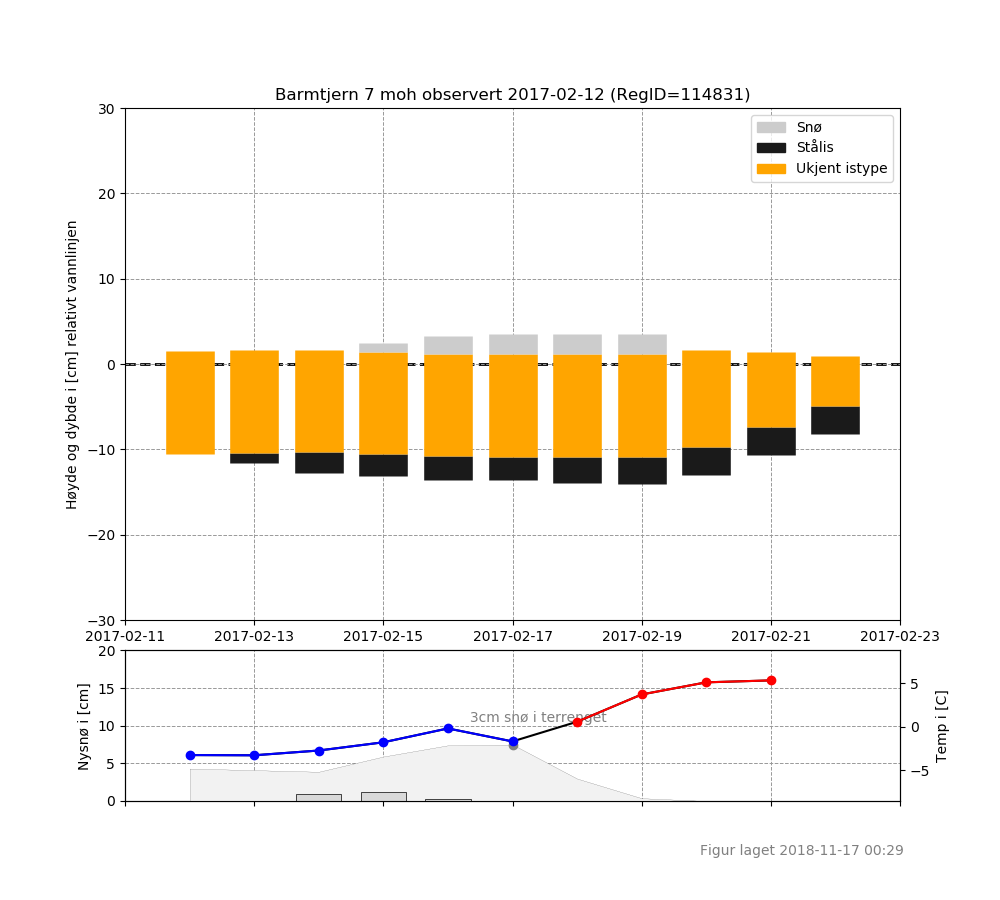 Barmtjern 7 moh observert 2017-02-12 (RegID=114831)
Snø
Stålis
Ukjent istype
Høyde og dybde i [cm] relativt vannlinjen
30
20
10
0
−10
−20
−30
2017-02-11 2017-02-13 2017-02-15 2017-02-17 2017-02-19 2017-02-21 2017-02-23
Nysnø i [cm]
20
15
10
5
0
3cm snø i terrenget
5
0
−5
Temp i [C]
Figur laget 2018-11-17 00:29